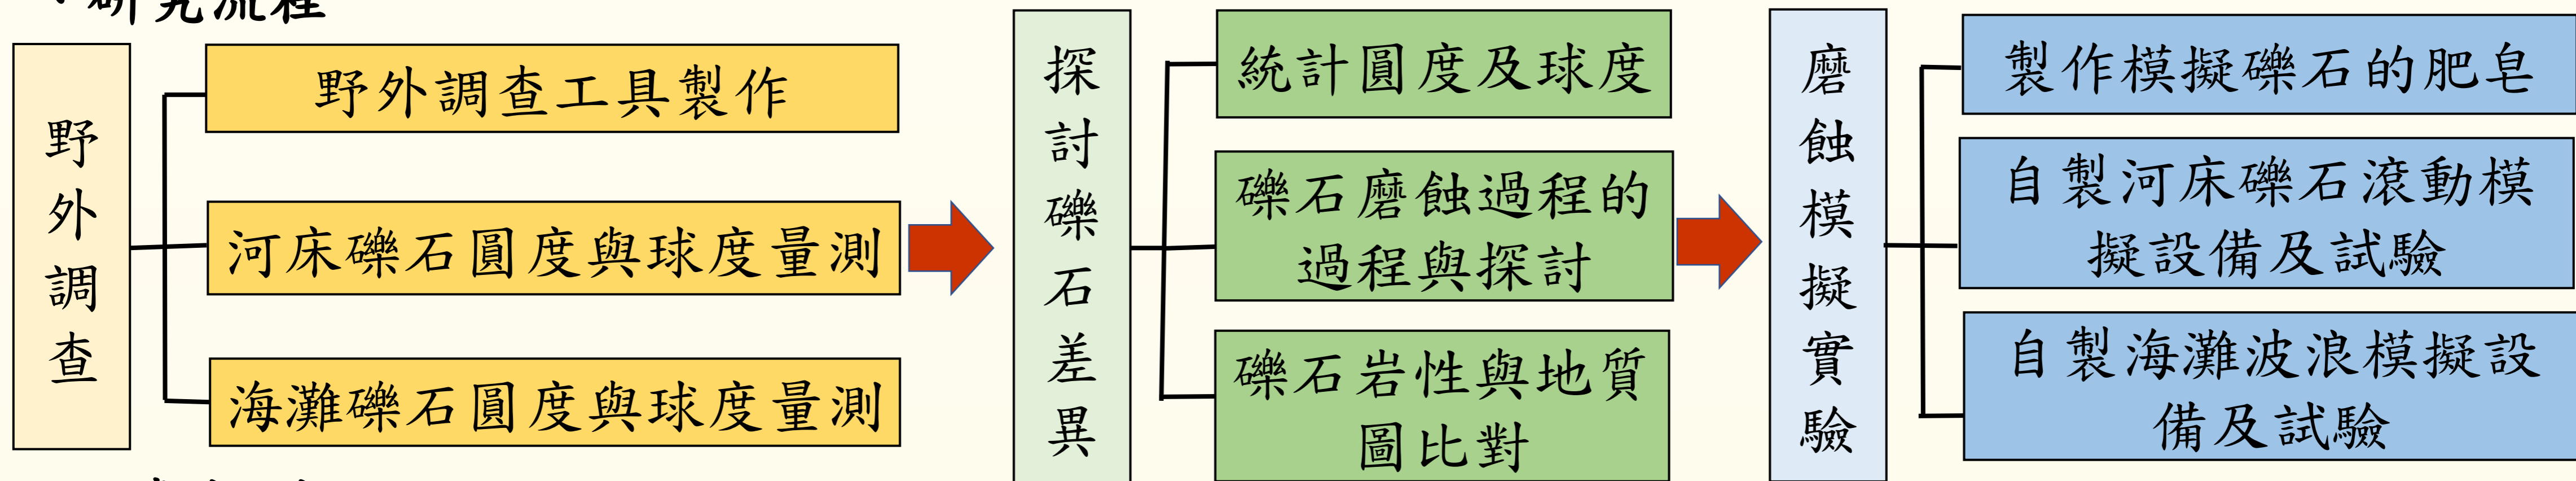 研究流程
野外調查
野外調查工具製作
河床礫石圓度與球度量測
海灘礫石圓度與球度量測
探討礫石差異
統計圓度及球度
礫石磨蝕過程的
過程與探討
礫石岩性與地質
圖比對
磨蝕模擬實驗
製作模擬礫石的肥皂
自製河床礫石滾動模
擬設備及試驗
自製海灘波浪模擬設
備及試驗